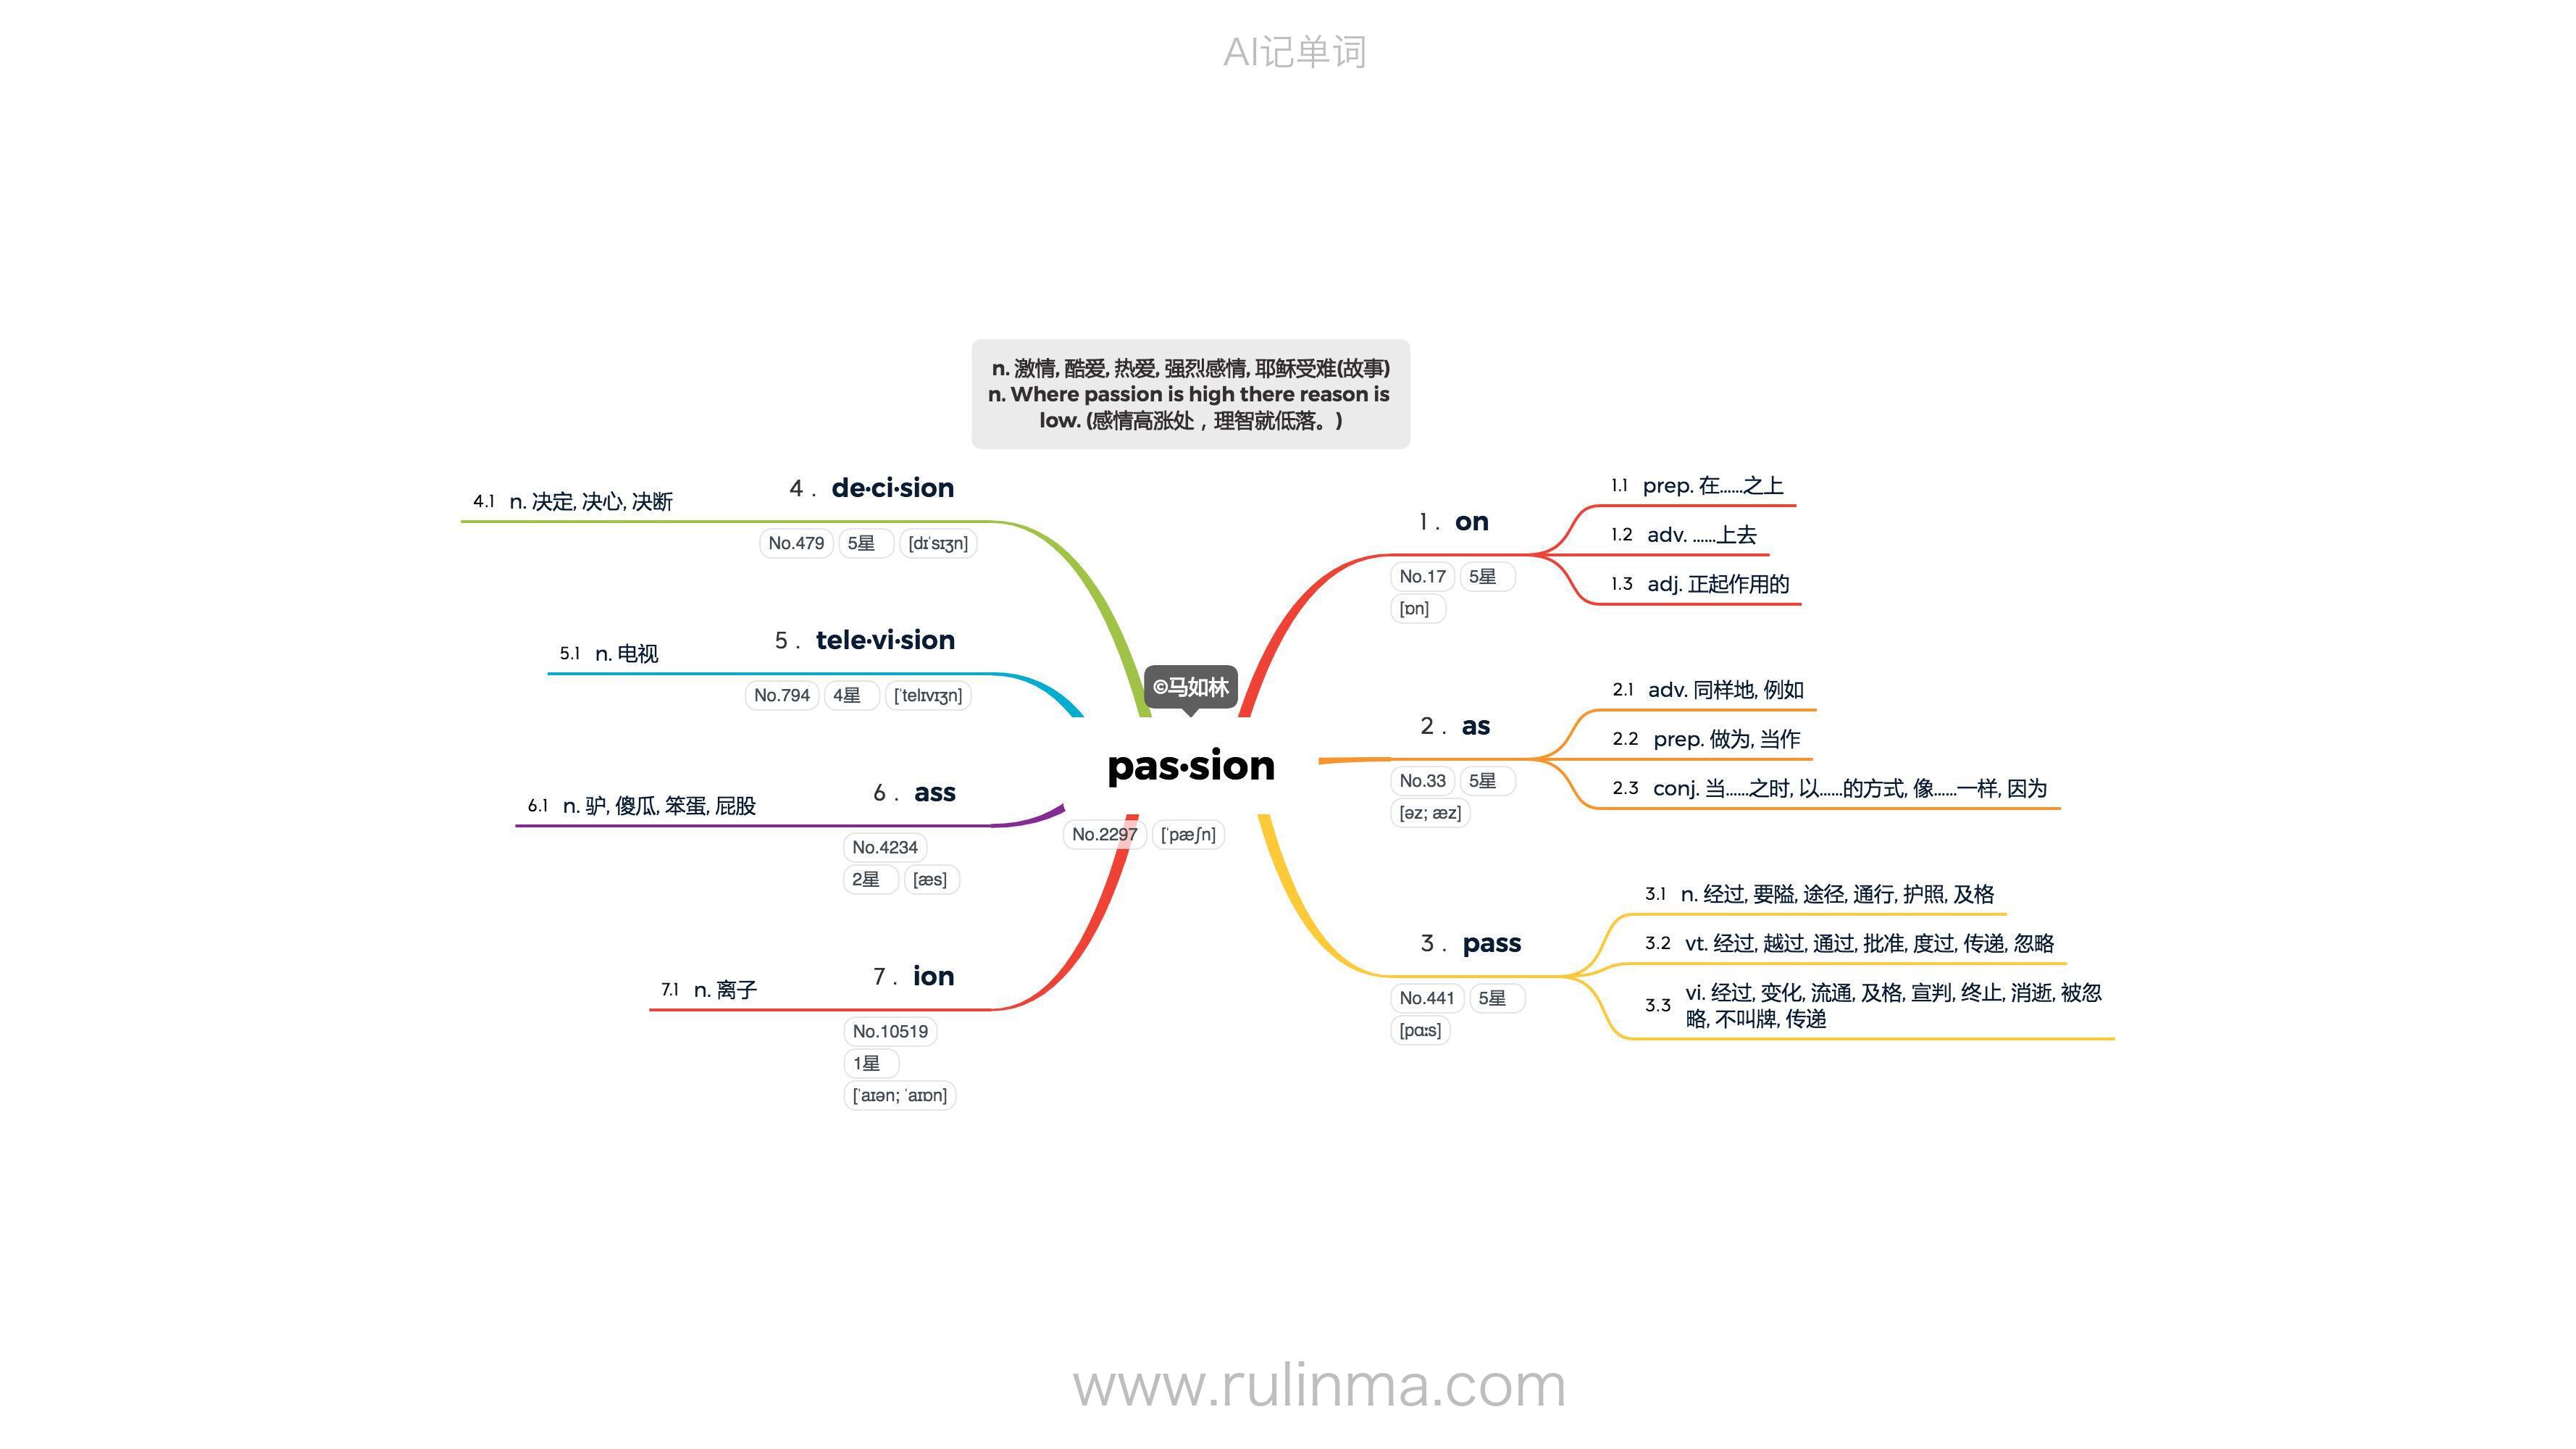 AI记单词
n. 激情, 酷爱, 热爱, 强烈感情, 耶稣受难(故事)
n. Where passion is high there reason is
low. (感情高涨处，理智就低落。)
4 . de·ci·sion
4.1 n. 决定, 决心, 决断
No.479 5星 [dɪˈsɪʒn]
5 . tele·vi·sion
5.1 n. 电视
No.794 4星 [ˈtelɪvɪʒn]
6 . ass
6.1 n. 驴, 傻瓜, 笨蛋, 屁股
No.4234
2星 [æs]
7 . ion
7.1 n. 离子
No.10519
1星
[ˈaɪən; ˈaɪɒn]
©马如林
pas·sion
No.2297 [ˈpæʃn]
1 . on
No.17 5星
[ɒn]
1.1 prep. 在……之上
1.2 adv. ……上去
1.3 adj. 正起作用的
2 . as
No.33 5星
[əz; æz]
2.1 adv. 同样地, 例如
2.2 prep. 做为, 当作
2.3 conj. 当……之时, 以……的方式, 像……一样, 因为
3 . pass
No.441 5星
[pɑːs]
3.1 n. 经过, 要隘, 途径, 通行, 护照, 及格
3.2 vt. 经过, 越过, 通过, 批准, 度过, 传递, 忽略
3.3 vi. 经过, 变化, 流通, 及格, 宣判, 终止, 消逝, 被忽
略, 不叫牌, 传递
www.rulinma.com